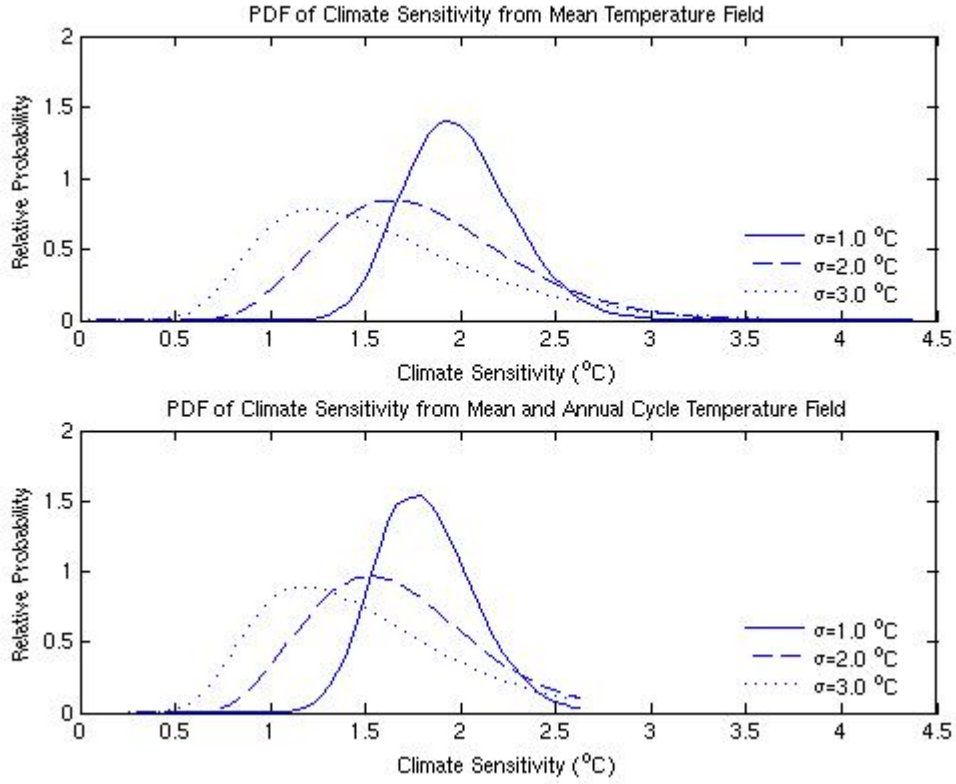 PDF of Climate Sensitivity from Mean Temperature Field
2
1.5
1
0.5
0
Relative Probability
σ=1.0 °C
σ=2.0 °C
σ=3.0 °C
0 0.5 1 1.5 2 2.5 3 3.5 4 4.5
Climate Sensitivity (°C)
PDF of Climate Sensitivity from Mean and Annual Cycle Temperature Field
2
1.5
1
0.5
0
Relative Probability
σ=1.0 °C
σ=2.0 °C
σ=3.0 °C
0 0.5 1 1.5 2 2.5 3 3.5 4 4.5
Climate Sensitivity (°C)